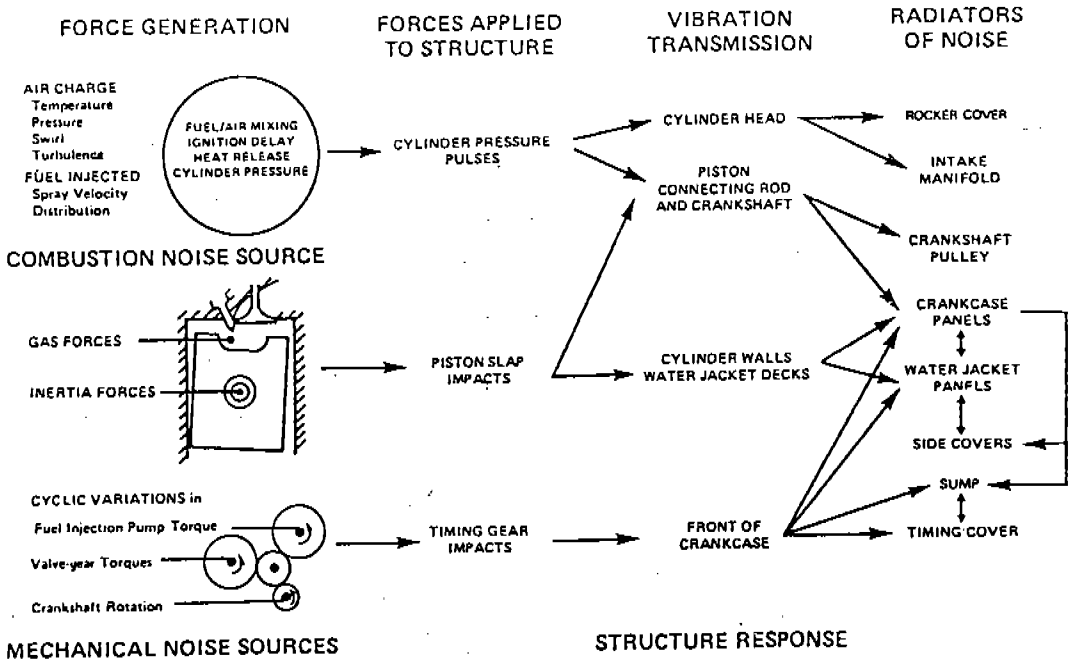 FORCE GENERATION
FORCES APPLIED
TO STRUCTURE
VIBRATION
TRANSMISSION
RADIATORS
OF NOISE
AIR CHARGE
Temperature
Pressure
Swirl
Turbulence
FUEL INJECTED
Spray Velocity
Distribution
FUEL/AIR MIXING
IGNITION DELAY
HEAT RELEASE
CYLINDER PRESSURE
CYLINDER PRESSURE
PULSES
CYLINDER HEAD
PISTON
CONNECTING ROD
AND CRANKSHAFT
ROCKER COVER
INTAKE
MANIFOLD
CRANKSHAFT
PULLEY
COMBUSTION NOISE SOURCE
GAS FORCES
INERTIA FORCES
PISTON SLAP
IMPACTS
CYLINDER WALLS
WATER JACKET DECKS
CRANKCASE
PANELS
WATER JACKET
PANELS
SIDE COVERS
SUMP
TIMING COVER
CYCLIC VARIATIONS in
Fuel Injection Pump Torque
Valve-year Torques
Crankshaft Rotation
TIMING GEAR
IMPACTS
FRONT OF
CRANKCASE
MECHANICAL NOISE SOURCES
STRUCTURE RESPONSE